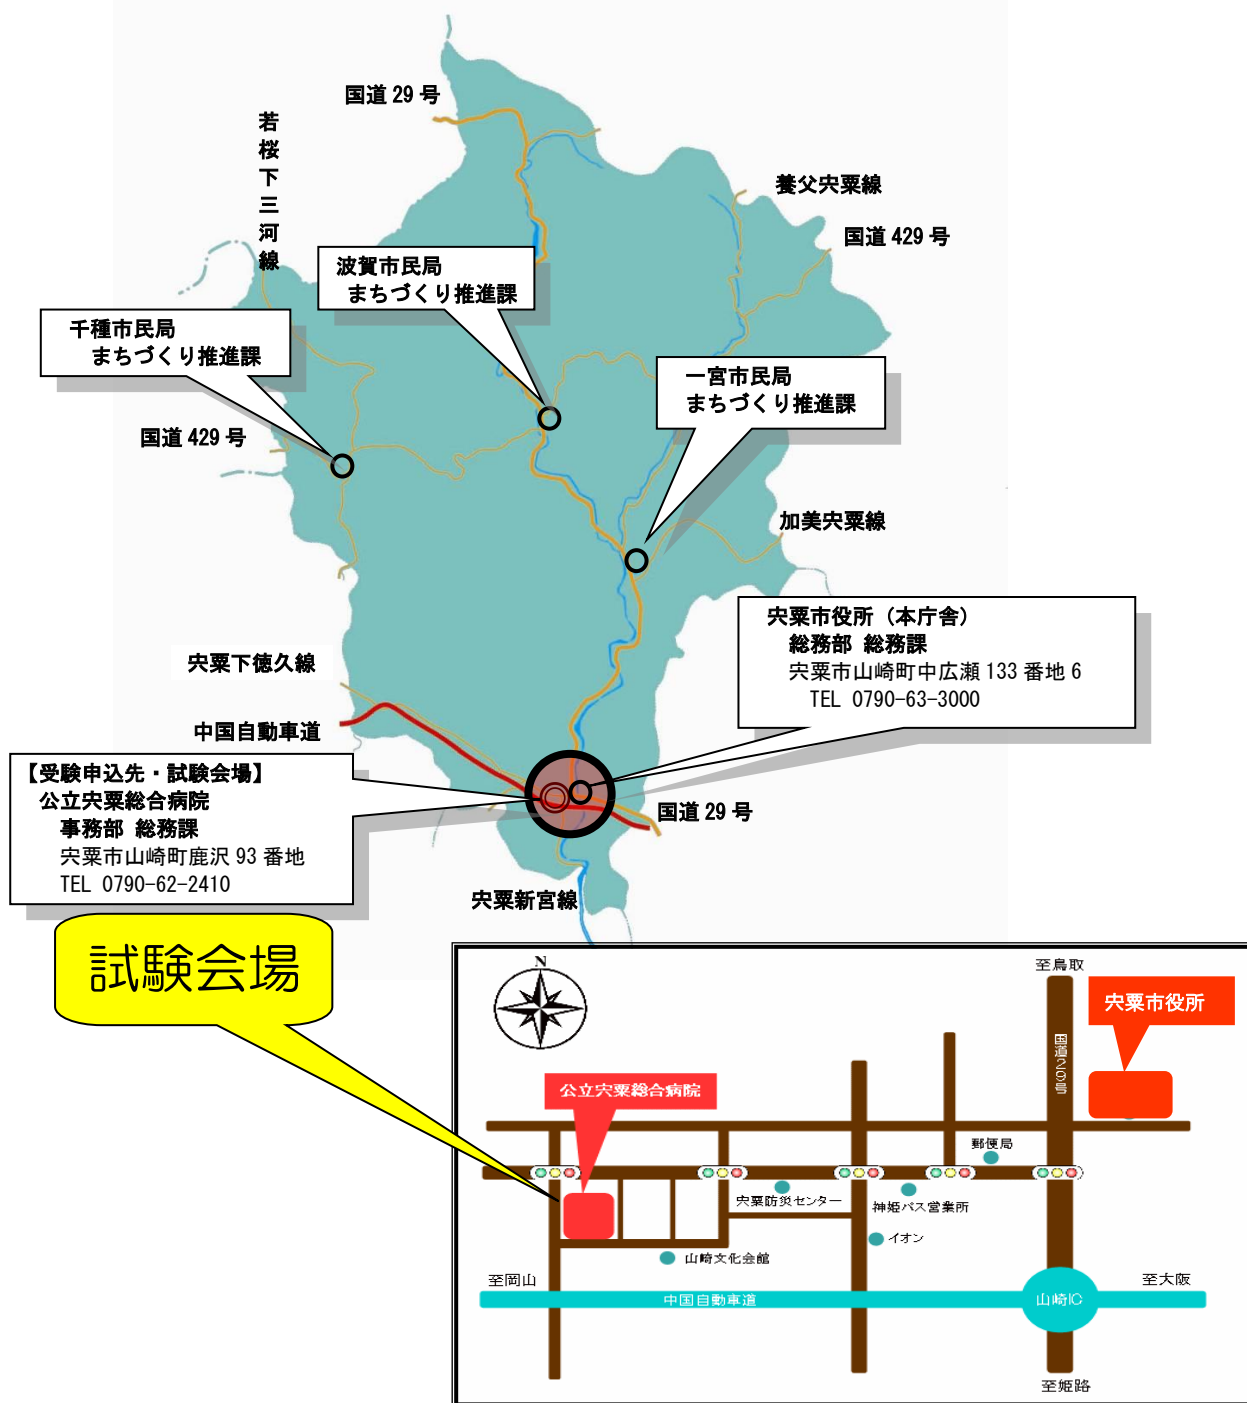 国道 29 号
若桜下三河線
養父宍粟線
国道 429 号
波賀市民局
まちづくり推進課
千種市民局
まちづくり推進課
一宮市民局
まちづくり推進課
国道 429 号
加美宍粟線
宍粟市役所（本庁舎）
総務部 総務課
宍粟市山崎町中広瀬 133 番地 6
TEL 0790-63-3000
宍粟下徳久線
中国自動車道
【受験申込先・試験会場】
公立宍粟総合病院
事務部 総務課
宍粟市山崎町鹿沢 93 番地
TEL 0790-62-2410
国道 29 号
宍粟新宮線
試験会場
N
至鳥取
宍粟市役所
国道29号
公立宍粟総合病院
郵便局
宍粟防災センター
神姫バス営業所
イオン
山崎文化会館
至岡山
至大阪
中国自動車道
山崎IC
至姫路